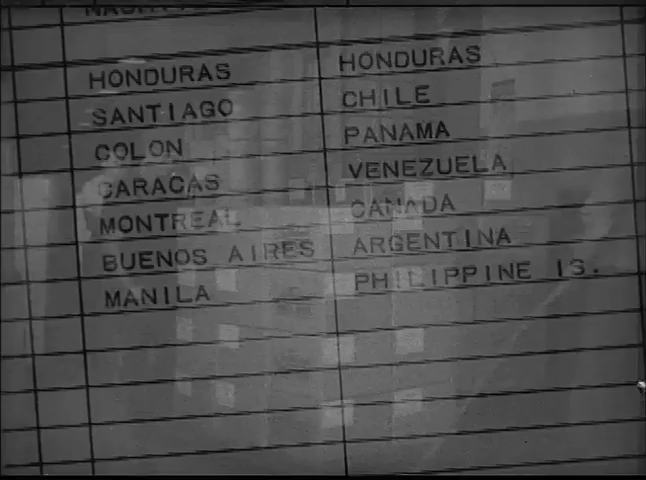 HONDURAS HONDURAS
SANTIAGO CHILE
COLON PANAMA
CARACAS VENEZUELA
MONTREAL CANADA
BUENOS AIRES ARGENTINA
MANILA PHILIPPINE IS.